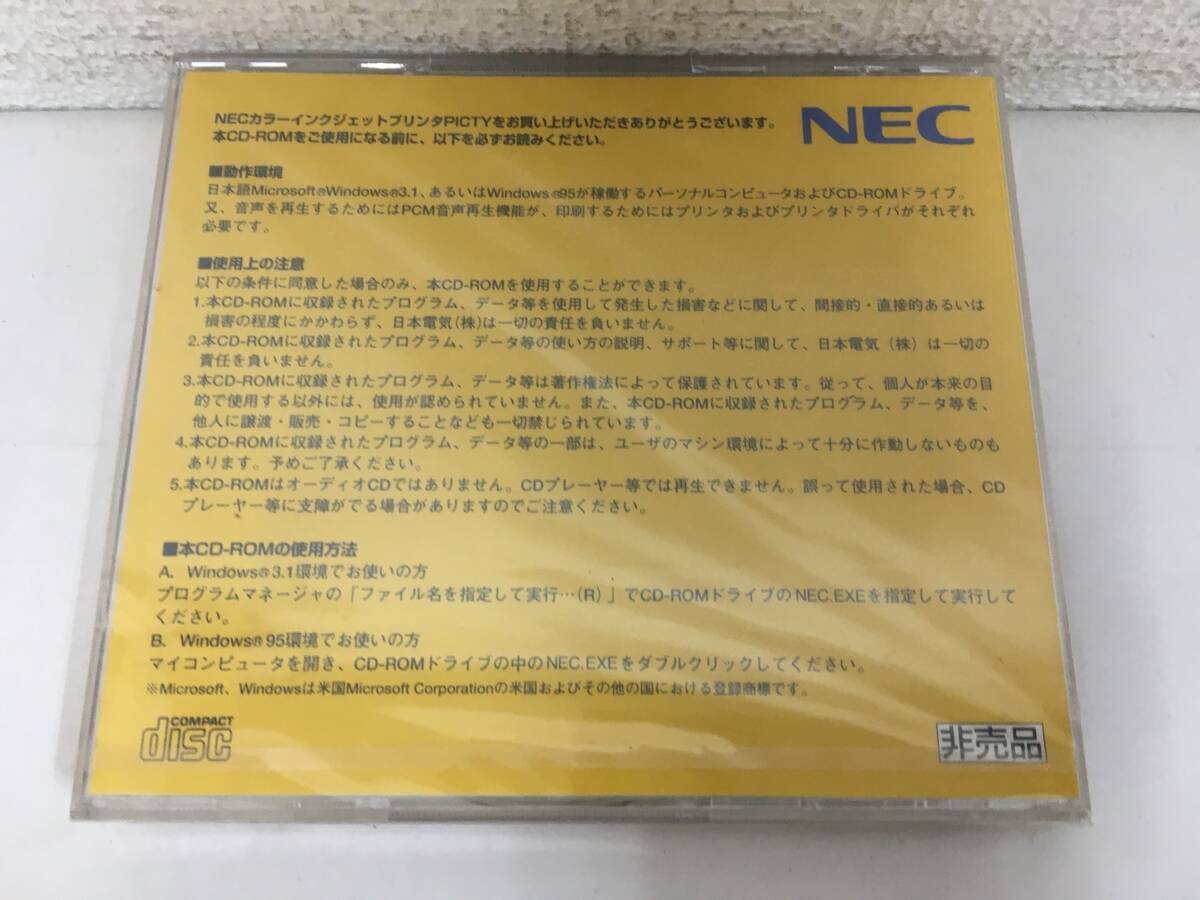 NECカラーインクジェットプリンタPICTYをお買い上げいただきありがとうございます。
本CD-ROMをご使用になる前に、以下を必ずお読みください。
NEC
■動作環境
日本語Microsoft®Windows®3.1、あるいはWindows®95が稼働するパーソナルコンピュータおよびCD-ROMドライブ。
又、音声を再生するためにはPCM音声再生機能が、印刷するためにはプリンタおよびプリンタドライバがそれぞれ
必要です。
■使用上の注意
以下の条件に同意した場合のみ、本CD-ROMを使用することができます。
1.本CD-ROMに収録されたプログラム、データ等を使用して発生した損害などに関して、間接的・直接的あるいは
損害の程度にかかわらず、日本電気(株)は一切の責任を負いません。
2.本CD-ROMに収録されたプログラム、データ等の使い方の説明、サポート等に関して、日本電気(株)は一切の
責任を負いません。
3.本CD-ROMに収録されたプログラム、データ等は著作権法によって保護されています。従って、個人が本来の目
的で使用する以外には、使用が認められていません。また、本CD-ROMに収録されたプログラム、データ等を、
他人に譲渡・販売・コピーすることなども一切禁じられています。
4.本CD-ROMに収録されたプログラム、データ等の一部は、ユーザのマシン環境によって十分に作動しないものも
あります。予めご了承ください。
5.本CD-ROMはオーディオCDではありません。CDプレーヤー等では再生できません。誤って使用された場合、CD
プレーヤー等に支障がでる場合がありますのでご注意ください。
■本CD-ROMの使用方法
A. Windows®3.1環境でお使いの方
プログラムマネージャの「ファイル名を指定して実行…(R)」でCD-ROMドライブのNEC.EXEを指定して実行して
ください。
B. Windows®95環境でお使いの方
マイコンピュータを開き、CD-ROMドライブの中のNEC.EXEをダブルクリックしてください。
※Microsoft、Windowsは米国Microsoft Corporationの米国およびその他の国における登録商標です。
COMPACT
disc
非売品